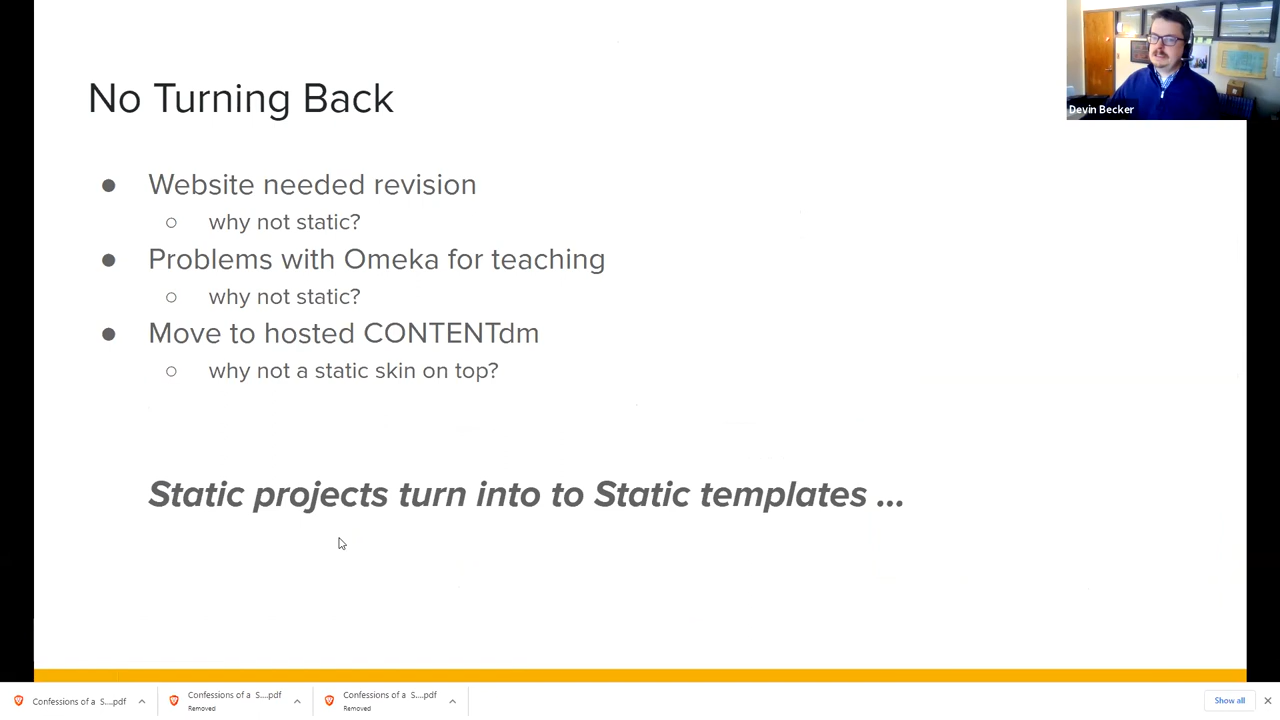 No Turning Back
Devin Becker
● Website needed revision
○ why not static?
● Problems with Omeka for teaching
○ why not static?
● Move to hosted CONTENTdm
○ why not a static skin on top?
Static projects turn into to Static templates ...
Confessions of a S....pdf
Confessions of a S....pdf
Removed
Confessions of a S....pdf
Removed
Show all